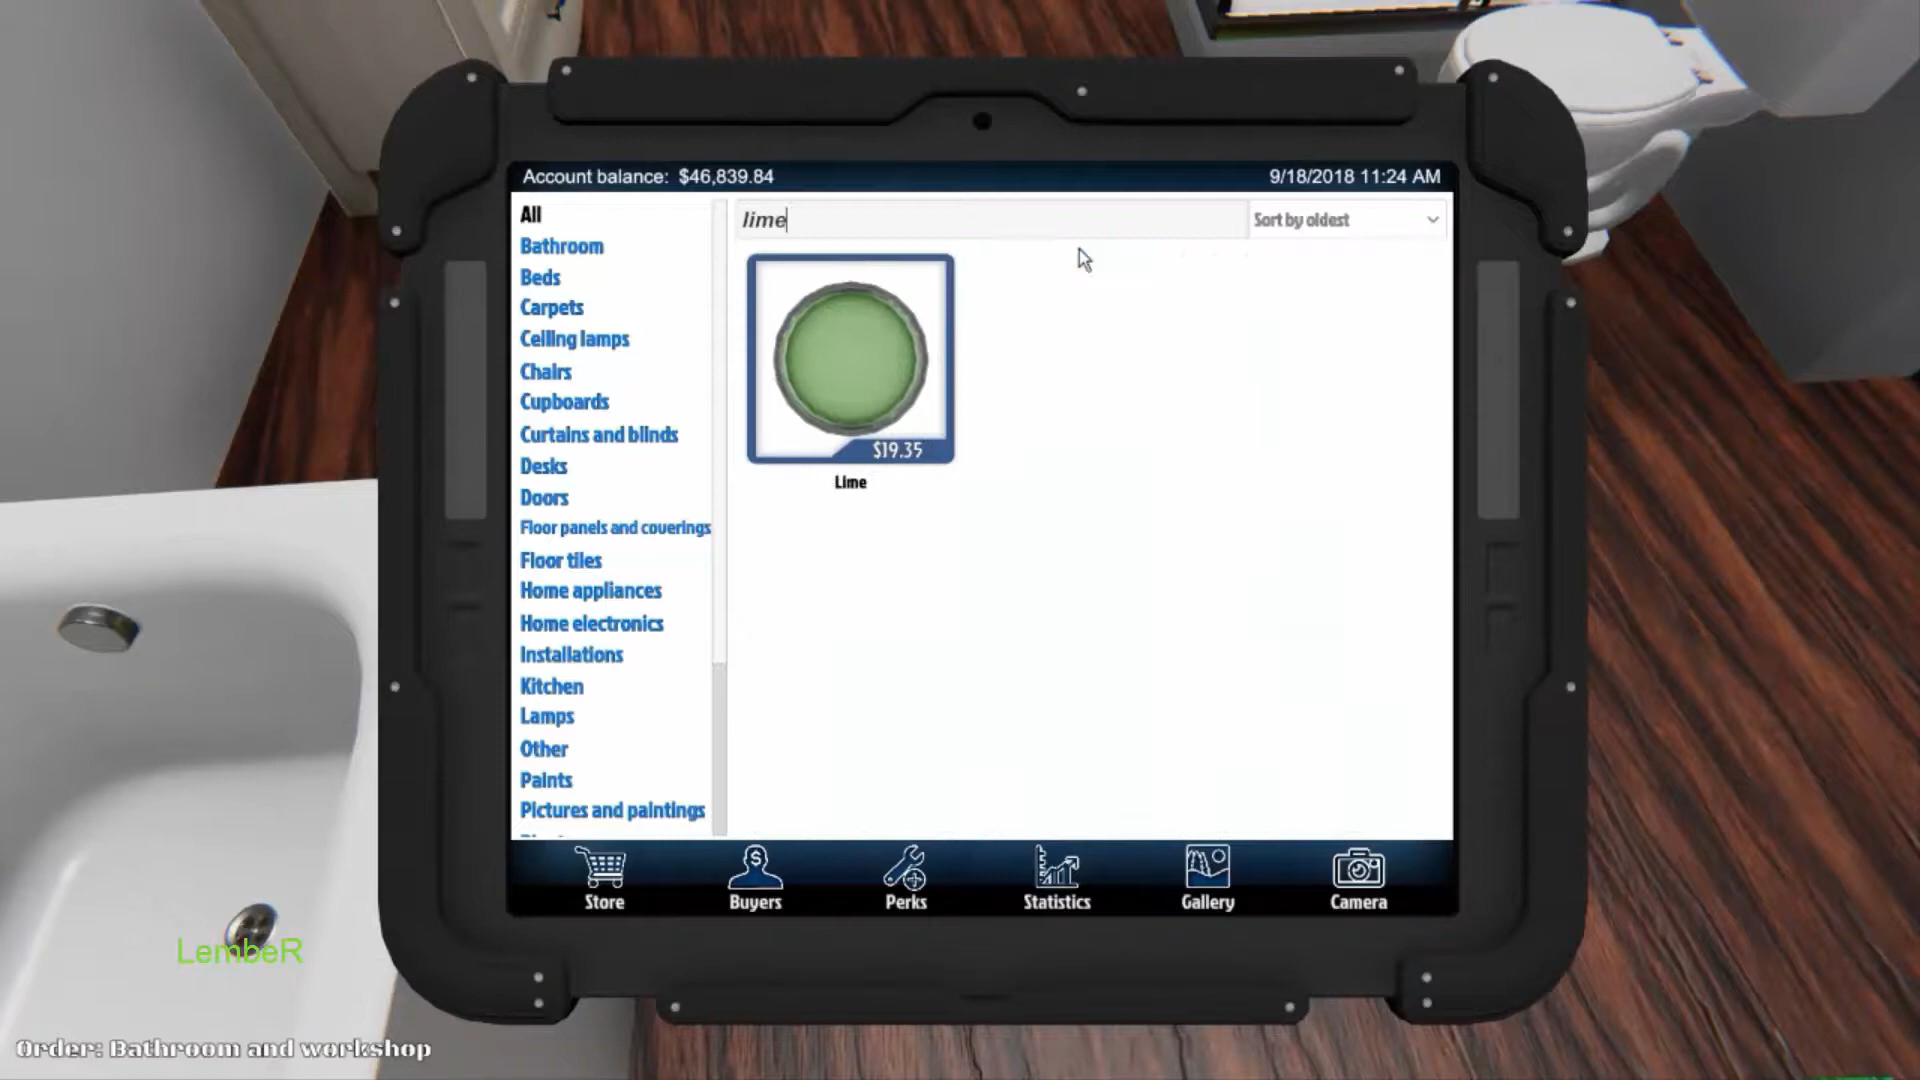 Account balance: $46,839.84
9/18/2018 11:24 AM
All
Bathroom
Beds
Carpets
Ceiling lamps
Chairs
Cupboards
Curtains and blinds
Desks
Doors
Floor panels and coverings
Floor tiles
Home appliances
Home electronics
Installations
Kitchen
Lamps
Other
Paints
Pictures and paintings
lime
Sort by oldest
$19.35
Lime
Store
Buyers
Perks
Statistics
Gallery
Camera
LembeR
Order: Bathroom and workshop